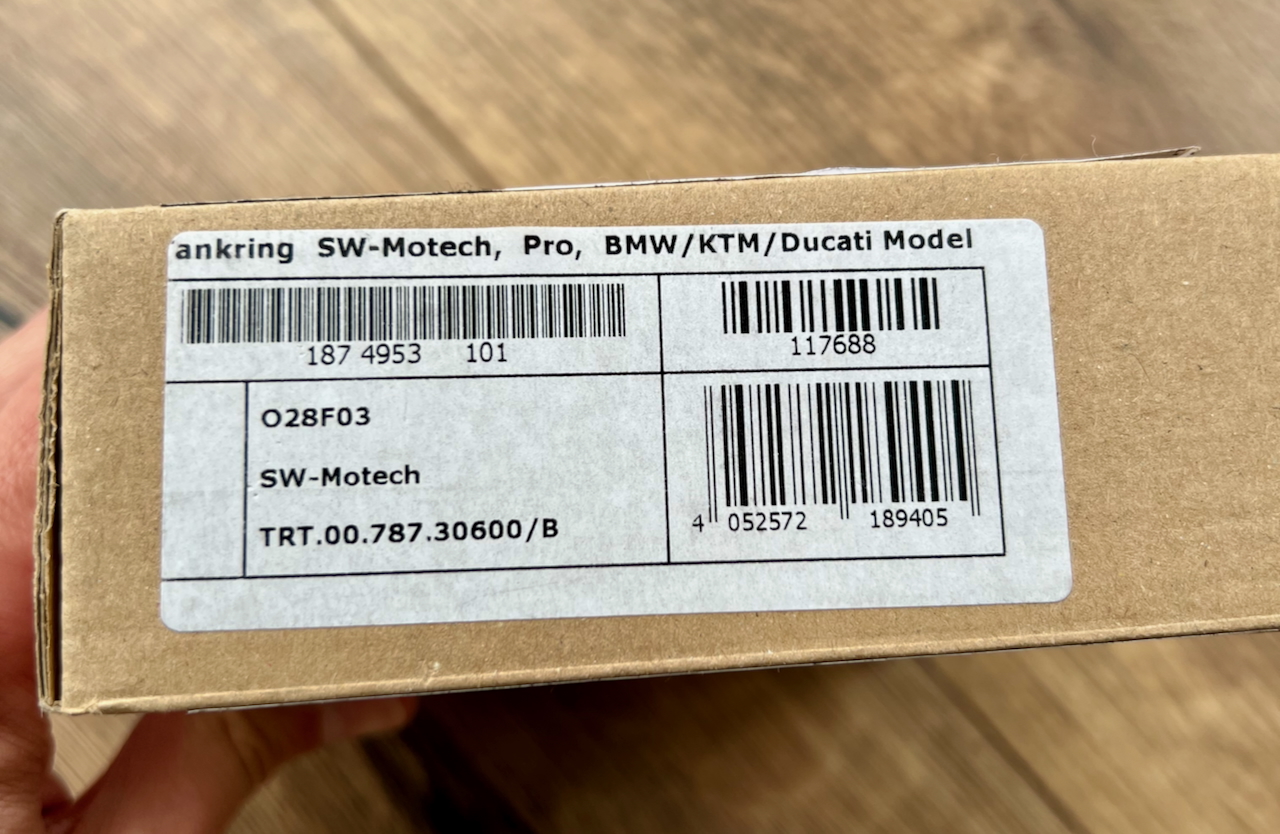 ankring SW-Motech, Pro, BMW/KTM/Ducati Model
187 4953 101
117688
O28F03
SW-Motech
TRT.00.787.30600/B
4 052572 189405